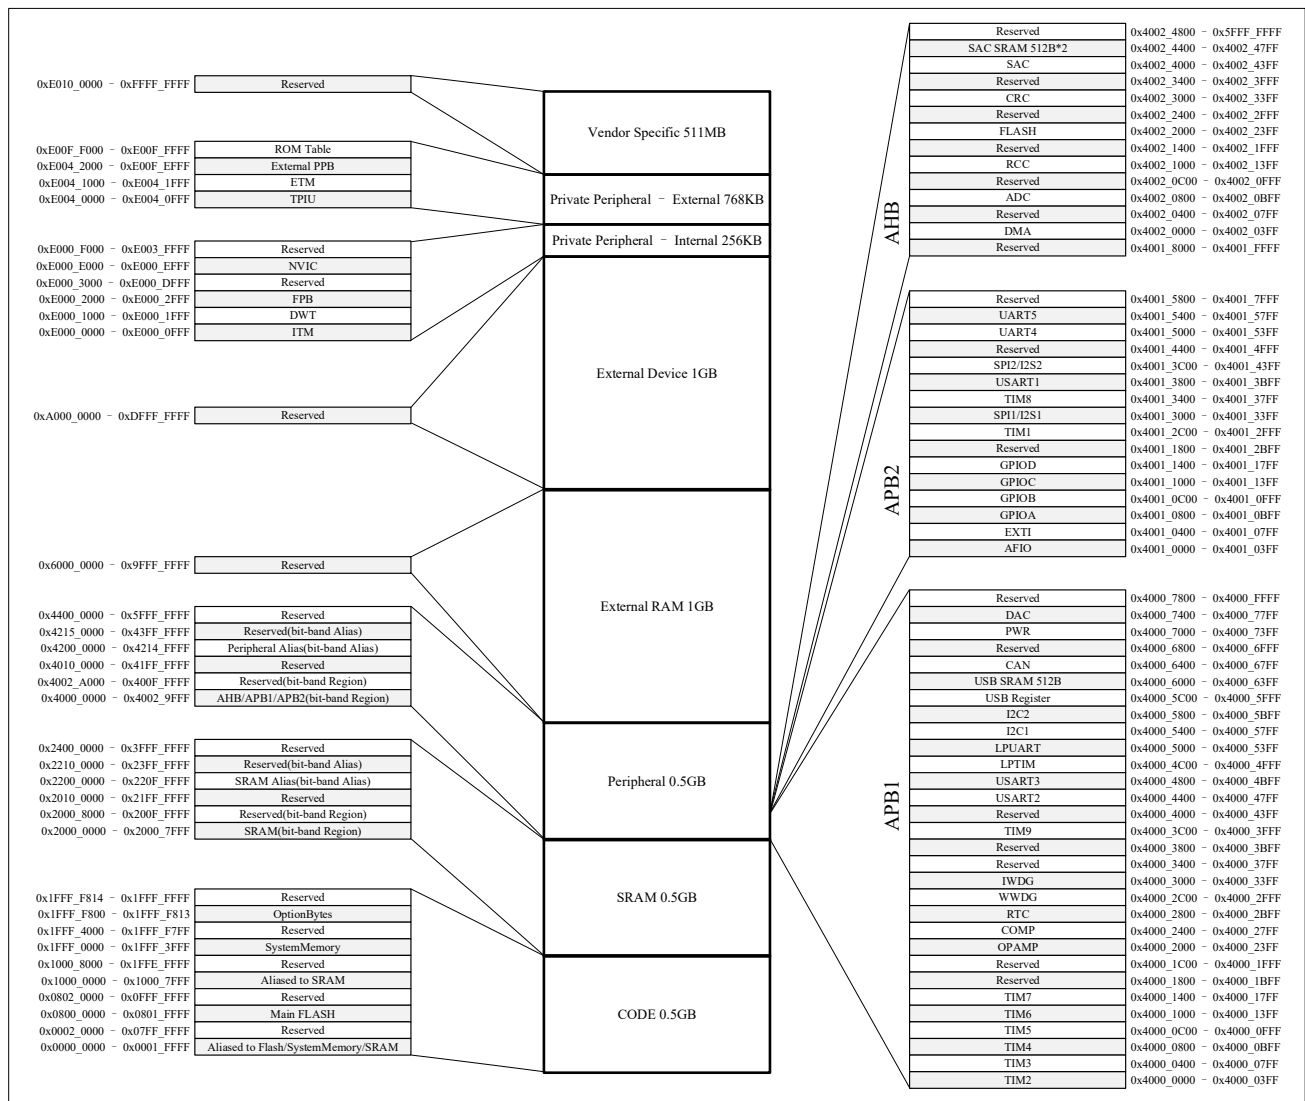 0xE010_0000 - 0xFFFF_FFFF Reserved
0xE00F_F000 - 0xE00F_FFFF ROM Table
0xE004_2000 - 0xE00F_EFFF External PPB
0xE004_1000 - 0xE004_1FFF ETM
0xE004_0000 - 0xE004_0FFF TPIU
0xE000_F000 - 0xE003_FFFF Reserved
0xE000_E000 - 0xE000_EFFF NVIC
0xE000_3000 - 0xE000_DFFF Reserved
0xE000_2000 - 0xE000_2FFF FPB
0xE000_1000 - 0xE000_1FFF DWT
0xE000_0000 - 0xE000_0FFF ITM
0xA000_0000 - 0xDFFF_FFFF Reserved
0x6000_0000 - 0x9FFF_FFFF Reserved
0x4400_0000 - 0x5FFF_FFFF Reserved
0x4215_0000 - 0x43FF_FFFF Reserved(bit-band Alias)
0x4200_0000 - 0x4214_FFFF Peripheral Alias(bit-band Alias)
0x4010_0000 - 0x41FF_FFFF Reserved
0x4002_A000 - 0x400F_FFFF Reserved(bit-band Region)
0x4000_0000 - 0x4002_9FFF AHB/APB1/APB2(bit-band Region)
0x2400_0000 - 0x3FFF_FFFF Reserved
0x2210_0000 - 0x23FF_FFFF Reserved(bit-band Alias)
0x2200_0000 - 0x220F_FFFF SRAM Alias(bit-band Alias)
0x2010_0000 - 0x21FF_FFFF Reserved
0x2000_8000 - 0x200F_FFFF Reserved(bit-band Region)
0x2000_0000 - 0x2000_7FFF SRAM(bit-band Region)
0x1FFF_F814 - 0x1FFF_FFFF Reserved
0x1FFF_F800 - 0x1FFF_F813 OptionBytes
0x1FFF_4000 - 0x1FFF_F7FF Reserved
0x1FFF_0000 - 0x1FFF_3FFF SystemMemory
0x1000_8000 - 0x1FFE_FFFF Reserved
0x1000_0000 - 0x1000_7FFF Aliased to SRAM
0x0802_0000 - 0x0FFF_FFFF Reserved
0x0800_0000 - 0x0801_FFFF Main FLASH
0x0002_0000 - 0x07FF_FFFF Reserved
0x0000_0000 - 0x0001_FFFF Aliased to Flash/SystemMemory/SRAM
Vendor Specific 511MB
Private Peripheral - External 768KB
Private Peripheral - Internal 256KB
External Device 1GB
External RAM 1GB
Peripheral 0.5GB
SRAM 0.5GB
CODE 0.5GB
AHB
Reserved 0x4002_4800 - 0x5FFF_FFFF
SAC SRAM 512B*2 0x4002_4400 - 0x4002_47FF
SAC 0x4002_4000 - 0x4002_43FF
Reserved 0x4002_3400 - 0x4002_3FFF
CRC 0x4002_3000 - 0x4002_33FF
Reserved 0x4002_2400 - 0x4002_2FFF
FLASH 0x4002_2000 - 0x4002_23FF
Reserved 0x4002_1400 - 0x4002_1FFF
RCC 0x4002_1000 - 0x4002_13FF
Reserved 0x4002_0C00 - 0x4002_0FFF
ADC 0x4002_0800 - 0x4002_0BFF
Reserved 0x4002_0400 - 0x4002_07FF
DMA 0x4002_0000 - 0x4002_03FF
Reserved 0x4001_8000 - 0x4001_FFFF
APB2
Reserved 0x4001_5800 - 0x4001_7FFF
UART5 0x4001_5400 - 0x4001_57FF
UART4 0x4001_5000 - 0x4001_53FF
Reserved 0x4001_4400 - 0x4001_4FFF
SPI2/I2S2 0x4001_3C00 - 0x4001_43FF
USART1 0x4001_3800 - 0x4001_3BFF
TIM8 0x4001_3400 - 0x4001_37FF
SPI1/I2S1 0x4001_3000 - 0x4001_33FF
TIM1 0x4001_2C00 - 0x4001_2FFF
Reserved 0x4001_1800 - 0x4001_2BFF
GPIOD 0x4001_1400 - 0x4001_17FF
GPIOC 0x4001_1000 - 0x4001_13FF
GPIOB 0x4001_0C00 - 0x4001_0FFF
GPIOA 0x4001_0800 - 0x4001_0BFF
EXTI 0x4001_0400 - 0x4001_07FF
AFIO 0x4001_0000 - 0x4001_03FF
APB1
Reserved 0x4000_7800 - 0x4000_FFFF
DAC 0x4000_7400 - 0x4000_77FF
PWR 0x4000_7000 - 0x4000_73FF
Reserved 0x4000_6800 - 0x4000_6FFF
CAN 0x4000_6400 - 0x4000_67FF
USB SRAM 512B 0x4000_6000 - 0x4000_63FF
USB Register 0x4000_5C00 - 0x4000_5FFF
I2C2 0x4000_5800 - 0x4000_5BFF
I2C1 0x4000_5400 - 0x4000_57FF
LPUART 0x4000_5000 - 0x4000_53FF
LPTIM 0x4000_4C00 - 0x4000_4FFF
USART3 0x4000_4800 - 0x4000_4BFF
USART2 0x4000_4400 - 0x4000_47FF
Reserved 0x4000_4000 - 0x4000_43FF
TIM9 0x4000_3C00 - 0x4000_3FFF
Reserved 0x4000_3800 - 0x4000_3BFF
Reserved 0x4000_3400 - 0x4000_37FF
IWDG 0x4000_3000 - 0x4000_33FF
WWDG 0x4000_2C00 - 0x4000_2FFF
RTC 0x4000_2800 - 0x4000_2BFF
COMP 0x4000_2400 - 0x4000_27FF
OPAMP 0x4000_2000 - 0x4000_23FF
Reserved 0x4000_1C00 - 0x4000_1FFF
Reserved 0x4000_1800 - 0x4000_1BFF
TIM7 0x4000_1400 - 0x4000_17FF
TIM6 0x4000_1000 - 0x4000_13FF
TIM5 0x4000_0C00 - 0x4000_0FFF
TIM4 0x4000_0800 - 0x4000_0BFF
TIM3 0x4000_0400 - 0x4000_07FF
TIM2 0x4000_0000 - 0x4000_03FF